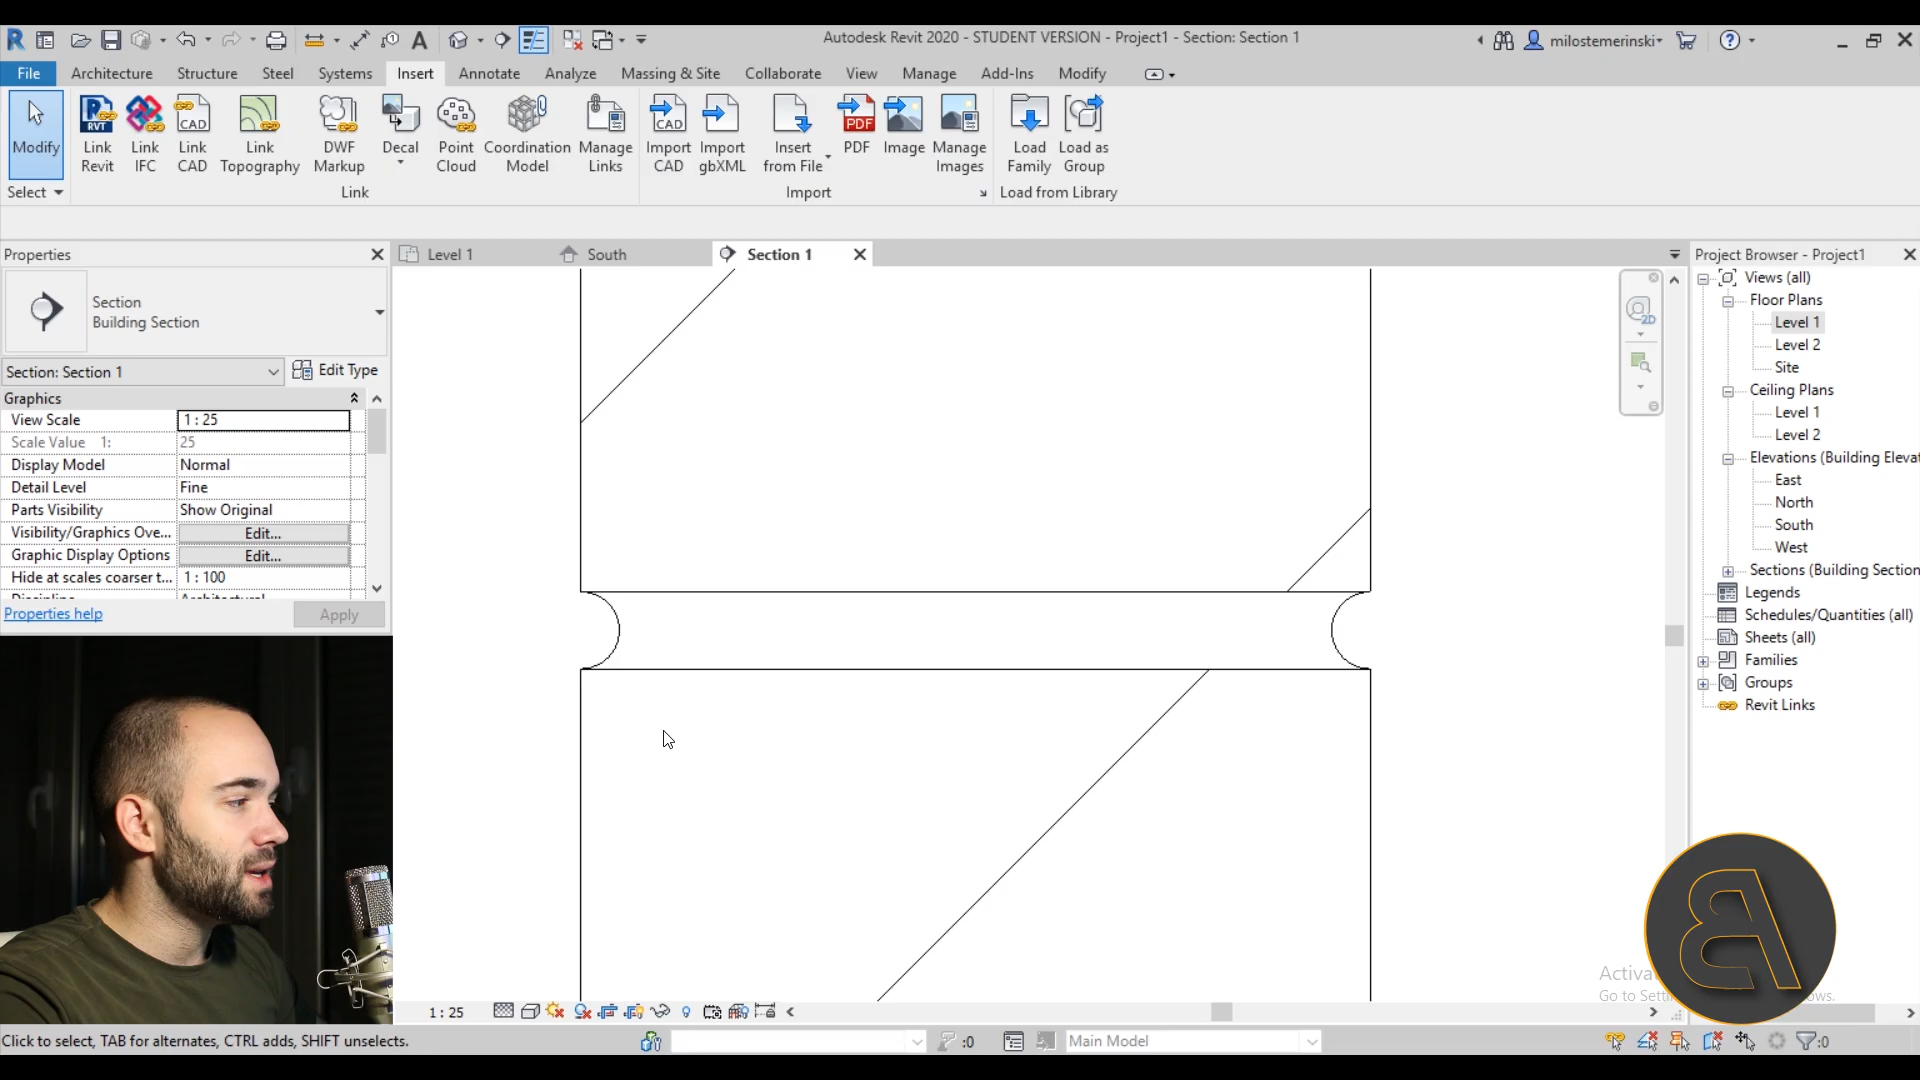 Autodesk Revit 2020 - STUDENT VERSION - Project1 - Section: Section 1
milostemerinski
File Architecture Structure Steel Systems Insert Annotate Analyze Massing & Site Collaborate View Manage Add-Ins Modify
Modify
Link Revit
Link IFC
Link CAD
Link Topography
DWF Markup
Decal
Point Cloud
Coordination Model
Manage Links
Import CAD
Import gbXML
Insert from File
PDF
Image
Manage Images
Load Family
Load as Group
Select
Link
Import
Load from Library
Properties
Level 1
South
Section 1
Project Browser - Project1
Section
Building Section
Section: Section 1
Edit Type
Graphics
View Scale 1 : 25
Scale Value 1: 25
Display Model Normal
Detail Level Fine
Parts Visibility Show Original
Visibility/Graphics Ove... Edit...
Graphic Display Options Edit...
Hide at scales coarser t... 1 : 100
Properties help
Apply
Views (all)
Floor Plans
Level 1
Level 2
Site
Ceiling Plans
Level 1
Level 2
Elevations (Building Elevat
East
North
South
West
Sections (Building Section
Legends
Schedules/Quantities (all)
Sheets (all)
Families
Groups
Revit Links
2D
1 : 25
Click to select, TAB for alternates, CTRL adds, SHIFT unselects.
:0
Main Model
:0